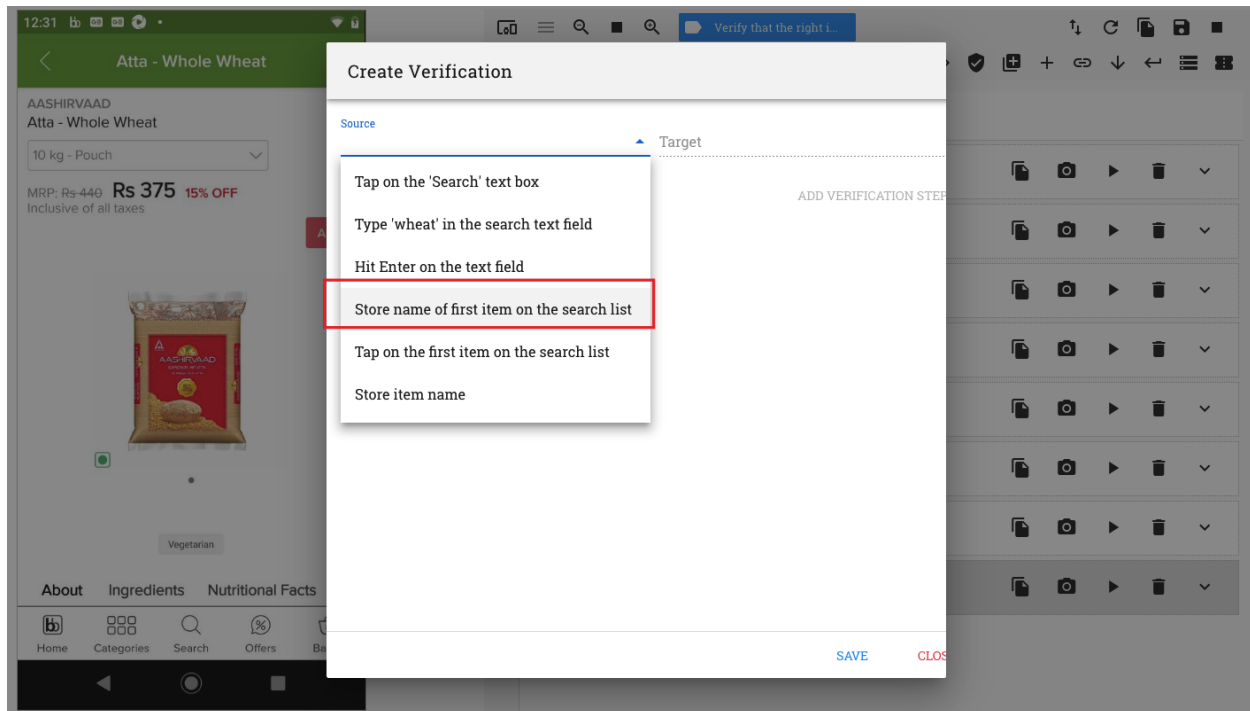 12:31
Verify that the right i...
Atta - Whole Wheat
AASHIRVAAD
Atta - Whole Wheat
10 kg - Pouch
MRP: Rs 440 Rs 375 15% OFF
Inclusive of all taxes
A
AASHIRVAAD
Vegetarian
About Ingredients Nutritional Facts
Home Categories Search Offers Ba
Create Verification
Source
Target
Tap on the 'Search' text box
ADD VERIFICATION STEP
Type 'wheat' in the search text field
Hit Enter on the text field
Store name of first item on the search list
Tap on the first item on the search list
Store item name
SAVE CLOS